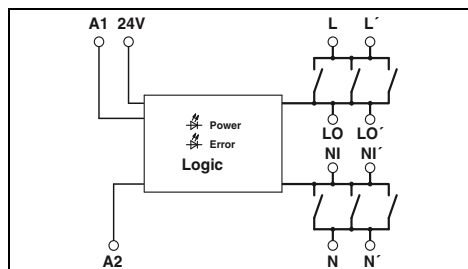 A1 24V L L´
Power
LO LO´
Error
NI NI´
Logic
A2 N N´